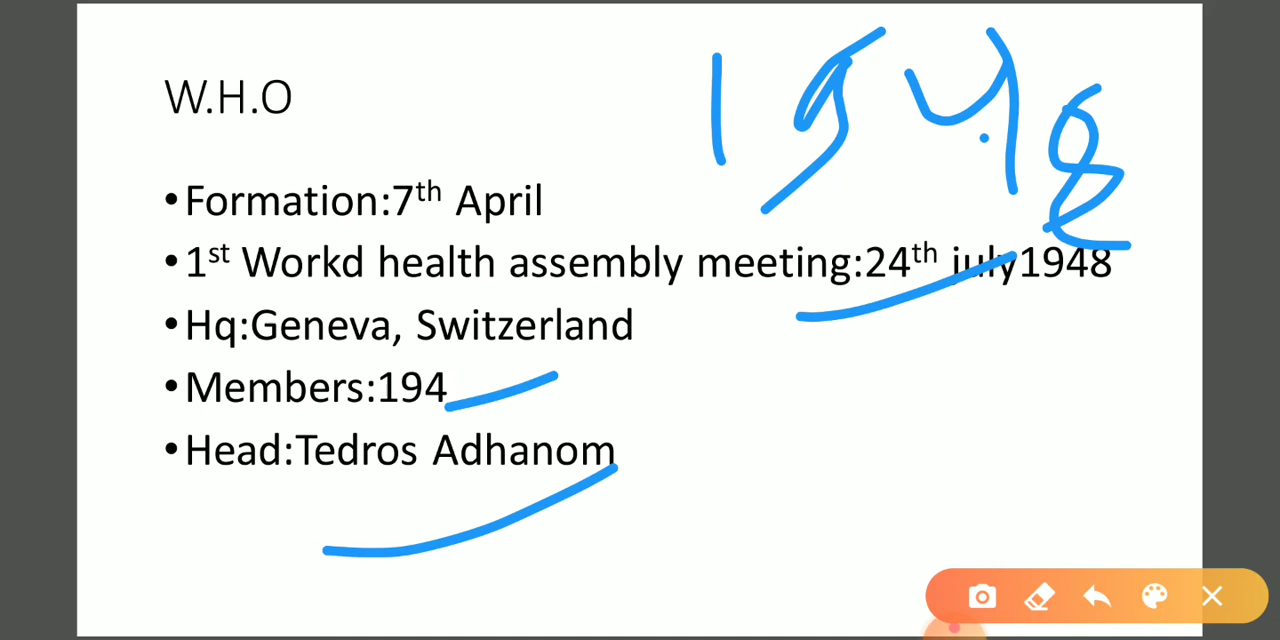 W.H.O
1948
•Formation:7th April
•1st Workd health assembly meeting:24th july1948
•Hq:Geneva, Switzerland
•Members:194
•Head:Tedros Adhanom